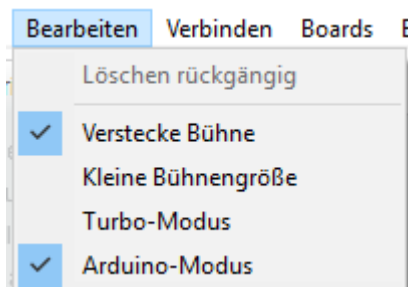 Bearbeiten Verbinden Boards
Löschen rückgängig
Verstecke Bühne
Kleine Bühnengröße
Turbo-Modus
Arduino-Modus